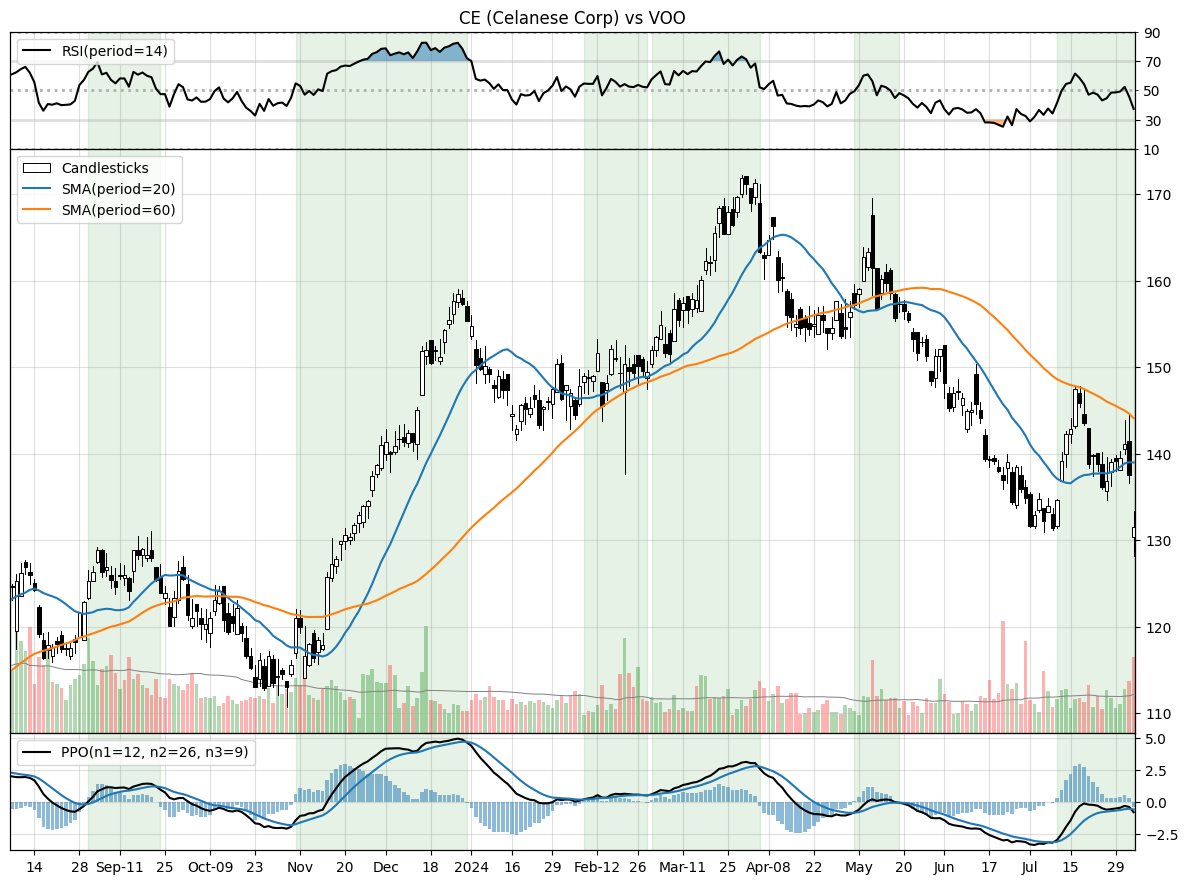 CE (Celanese Corp) vs VOO
RSI(period=14)
90
70
50
30
10
Candlesticks
SMA(period=20)
SMA(period=60)
170
160
150
140
130
120
110
PPO(n1=12, n2=26, n3=9)
5.0
2.5
0.0
−2.5
14 28 Sep-11 25 Oct-09 23 Nov 20 Dec 18 2024 16 29 Feb-12 26 Mar-11 25 Apr-08 22 May 20 Jun 17 Jul 15 29